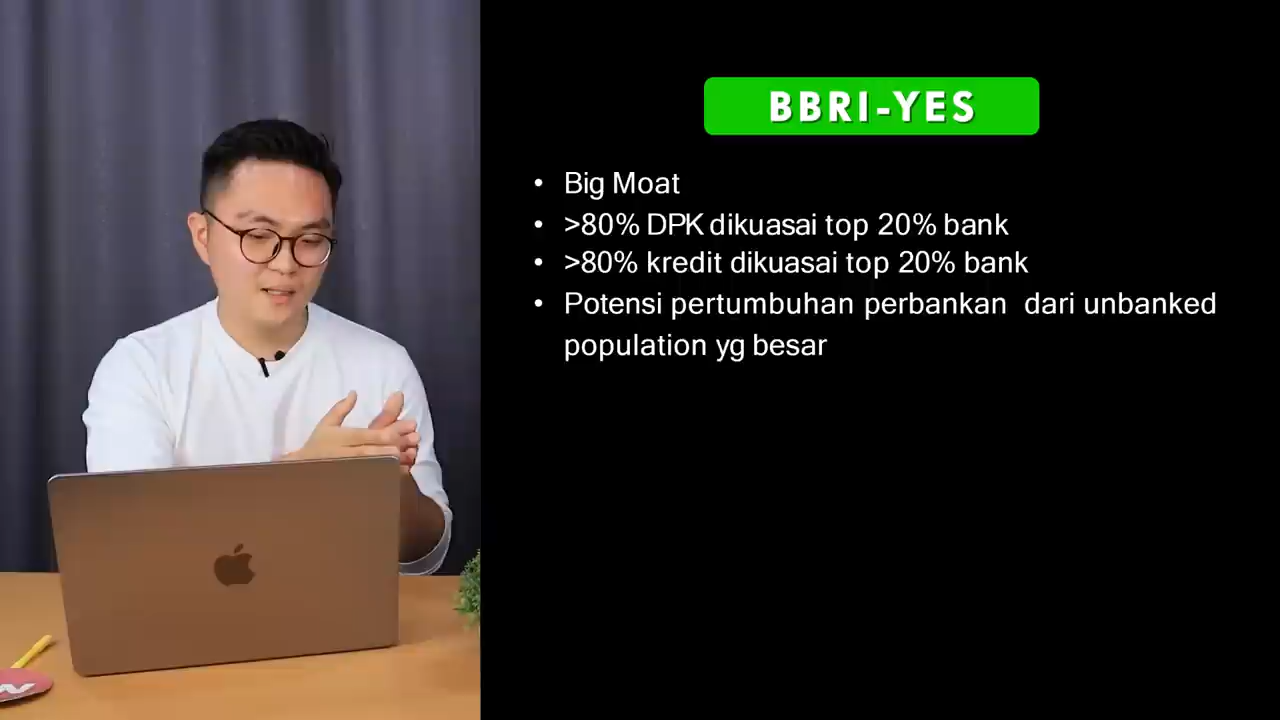 BBRI-YES
• Big Moat
• >80% DPK dikuasai top 20% bank
• >80% kredit dikuasai top 20% bank
• Potensi pertumbuhan perbankan dari unbanked
population yg besar